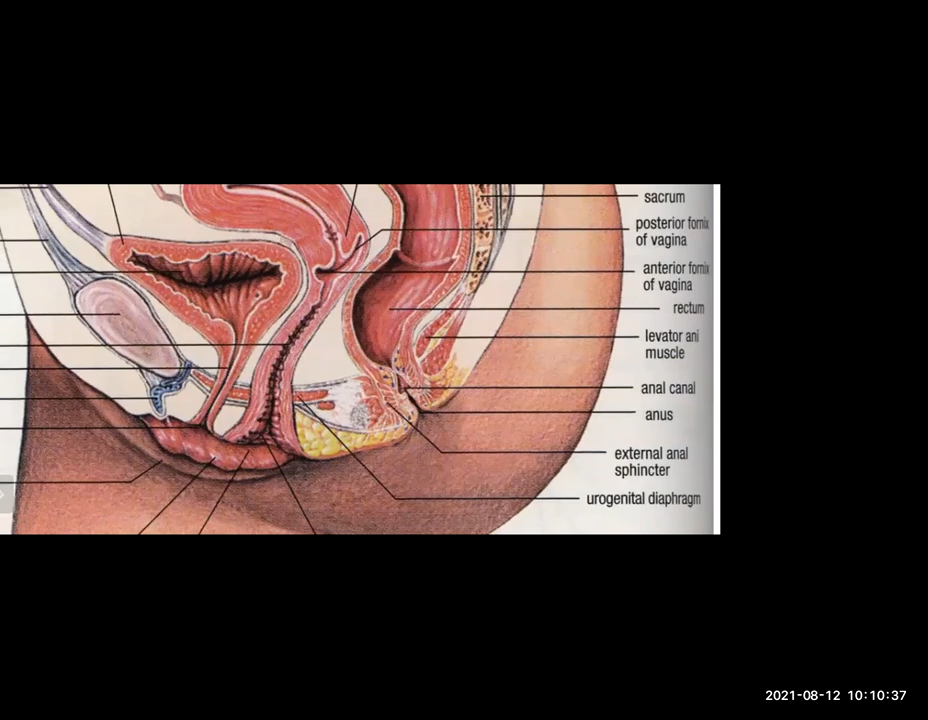 sacrum
posterior fornix
of vagina
anterior fornix
of vagina
rectum
levator ani
muscle
anal canal
anus
external anal
sphincter
urogenital diaphragm
2021-08-12 10:10:37